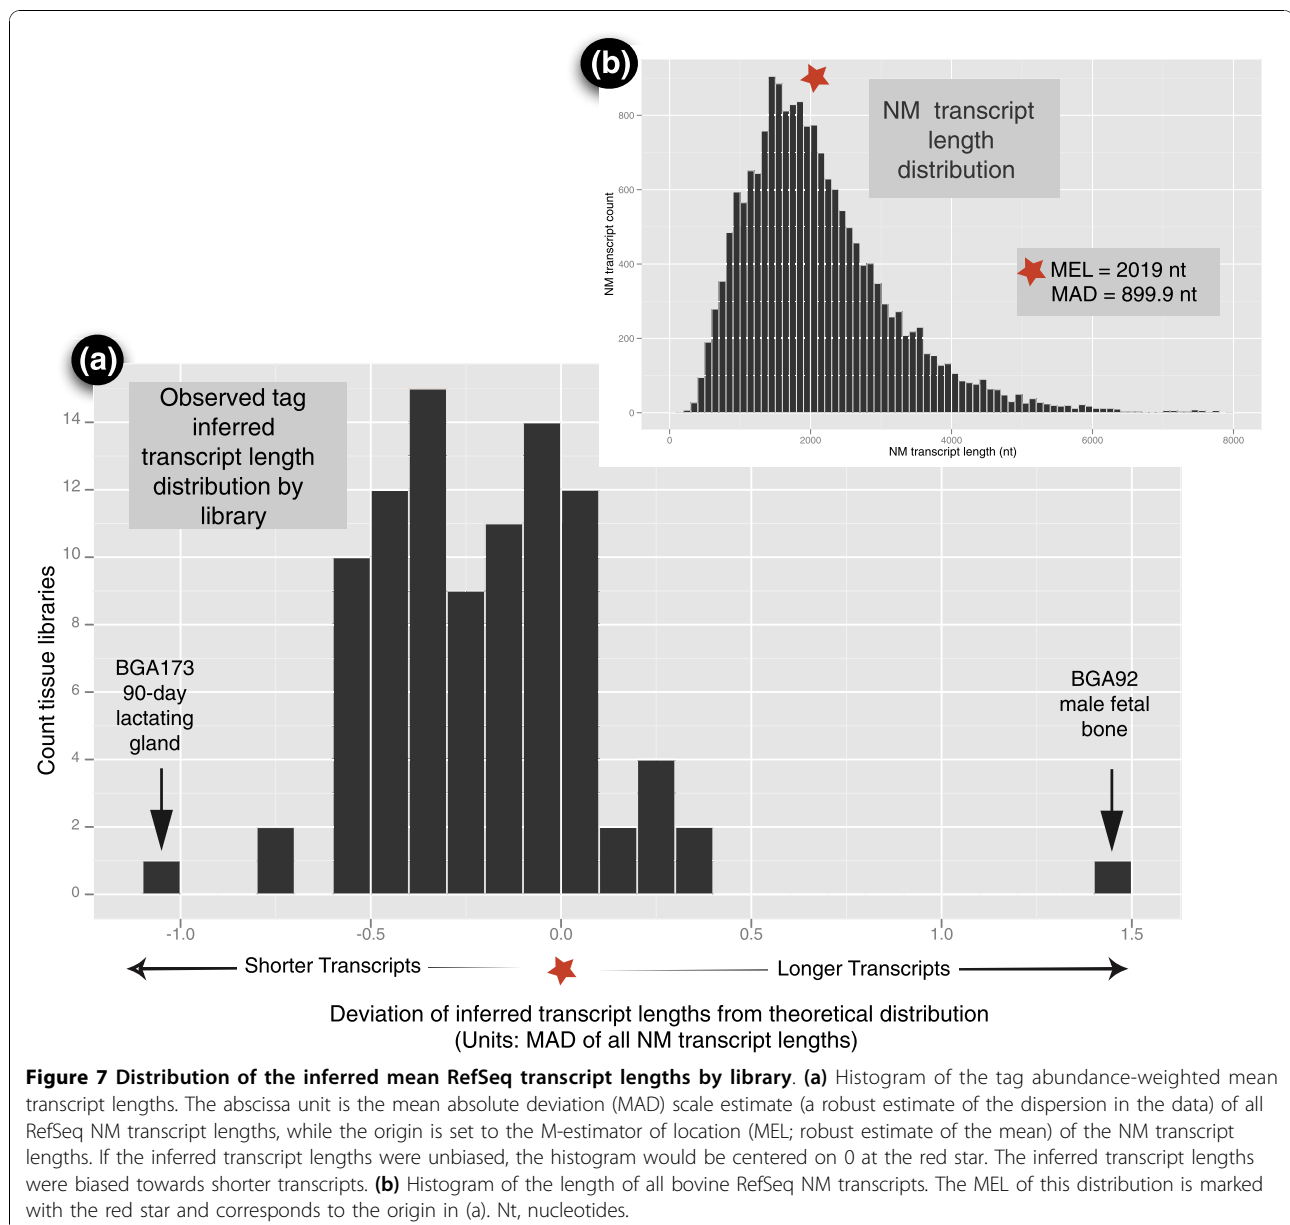 (b)
NM transcript
length
distribution
800
600
400
200
0
NM transcript count
MEL = 2019 nt
MAD = 899.9 nt
0
2000
4000
6000
8000
NM transcript length (nt)
(a)
Observed tag
inferred
transcript length
distribution by
library
14
12
10
8
6
4
2
0
Count tissue libraries
BGA173
90-day
lactating
gland
BGA92
male fetal
bone
-1.0
-0.5
0.0
0.5
1.0
1.5
Shorter Transcripts
Longer Transcripts
Deviation of inferred transcript lengths from theoretical distribution
(Units: MAD of all NM transcript lengths)
Figure 7 Distribution of the inferred mean RefSeq transcript lengths by library. (a) Histogram of the tag abundance-weighted mean
transcript lengths. The abscissa unit is the mean absolute deviation (MAD) scale estimate (a robust estimate of the dispersion in the data) of all
RefSeq NM transcript lengths, while the origin is set to the M-estimator of location (MEL; robust estimate of the mean) of the NM transcript
lengths. If the inferred transcript lengths were unbiased, the histogram would be centered on 0 at the red star. The inferred transcript lengths
were biased towards shorter transcripts. (b) Histogram of the length of all bovine RefSeq NM transcripts. The MEL of this distribution is marked
with the red star and corresponds to the origin in (a). Nt, nucleotides.